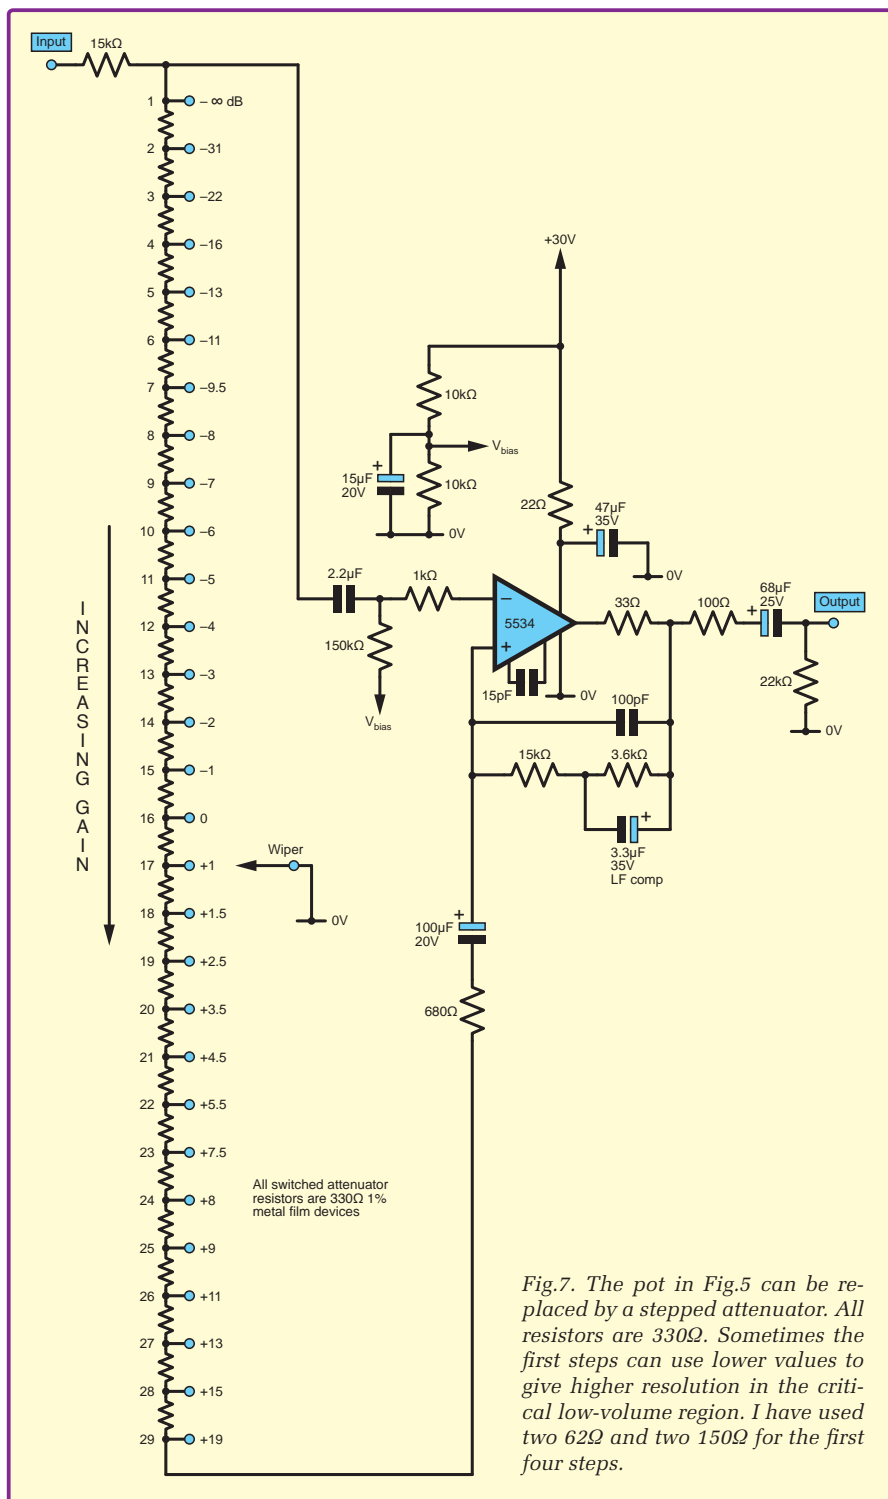 Input
15kΩ
1 – ∞ dB
2 –31
3 –22
4 –16
5 –13
6 –11
7 –9.5
8 –8
9 –7
10 –6
11 –5
12 –4
13 –3
14 –2
15 –1
16 0
17 +1
18 +1.5
19 +2.5
20 +3.5
21 +4.5
22 +5.5
23 +7.5
24 +8
25 +9
26 +11
27 +13
28 +15
29 +19
INCREASING GAIN
Wiper
0V
All switched attenuator
resistors are 330Ω 1%
metal film devices
+30V
10kΩ
Vbias
+
15µF
20V
10kΩ
0V
22Ω
47µF
35V
+
0V
2.2µF
1kΩ
150kΩ
Vbias
–
5534
+
15pF
0V
33Ω
100Ω
68µF
25V
+
Output
22kΩ
0V
100pF
15kΩ
3.6kΩ
+
3.3µF
35V
LF comp
+
100µF
20V
680Ω
Fig.7. The pot in Fig.5 can be re-
placed by a stepped attenuator. All
resistors are 330Ω. Sometimes the
first steps can use lower values to
give higher resolution in the criti-
cal low-volume region. I have used
two 62Ω and two 150Ω for the first
four steps.